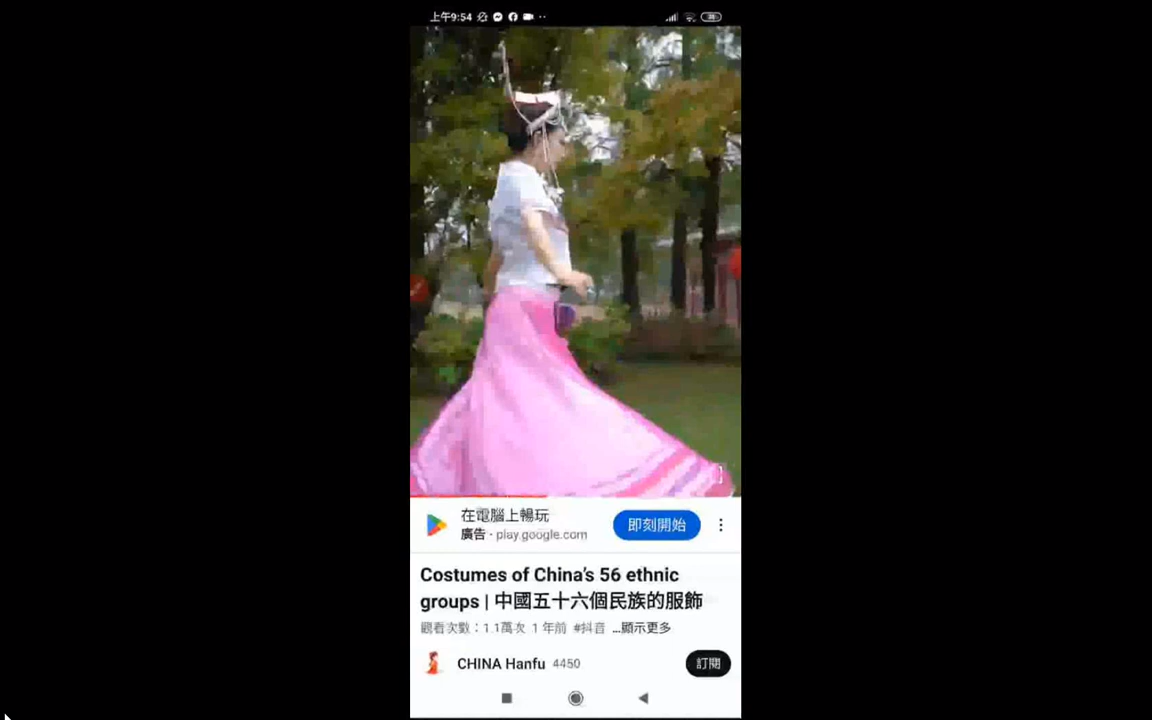 上午9:54
在電腦上暢玩
廣告 · play.google.com
即刻開始
Costumes of China's 56 ethnic
groups | 中國五十六個民族的服飾
觀看次數：1.1萬次 1 年前 #抖音 ...顯示更多
CHINA Hanfu 4450
訂閱